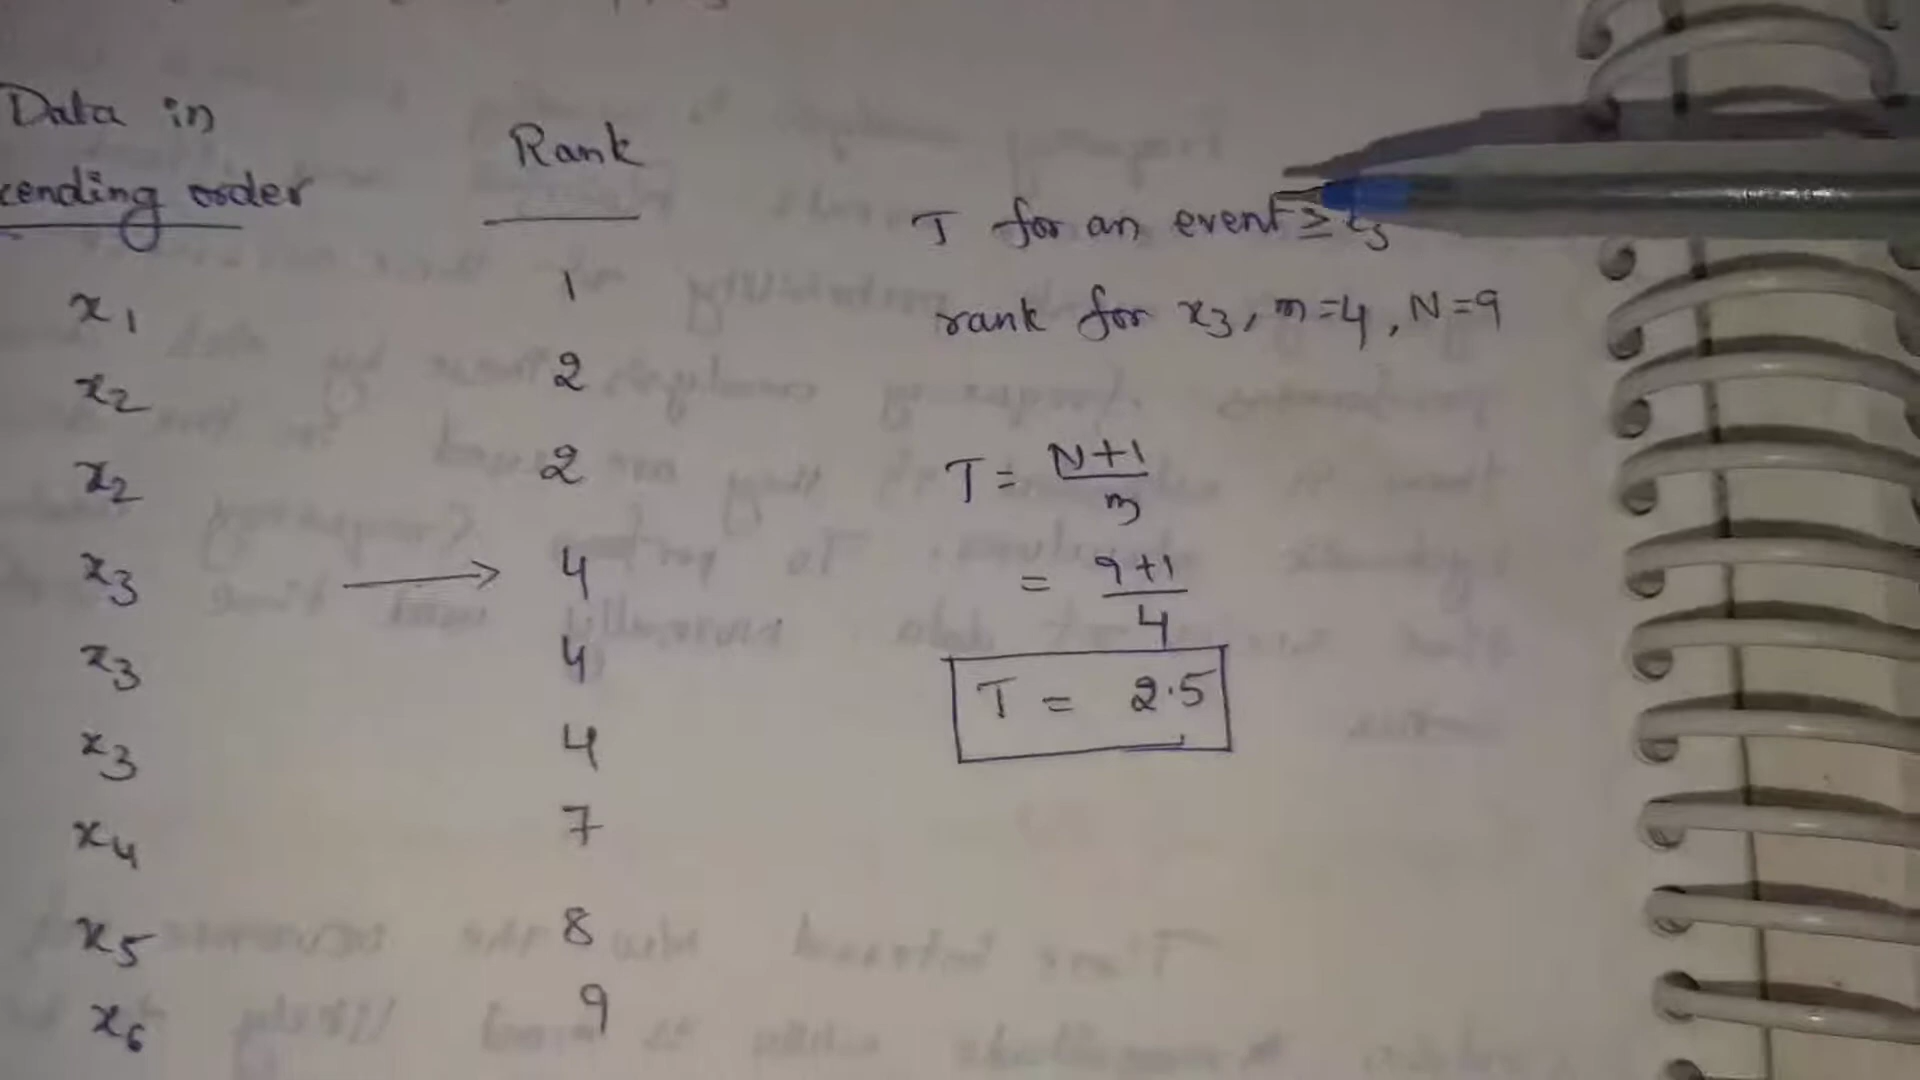 Data in
cending order
Rank
x1 1
x2 2
x2 2
x3 → 4
x3 4
x3 4
x4 7
x5 8
x6 9
T for an event ≥
rank for x3, m=4, N=9
T = N+1
m
= 9+1
4
T = 2.5